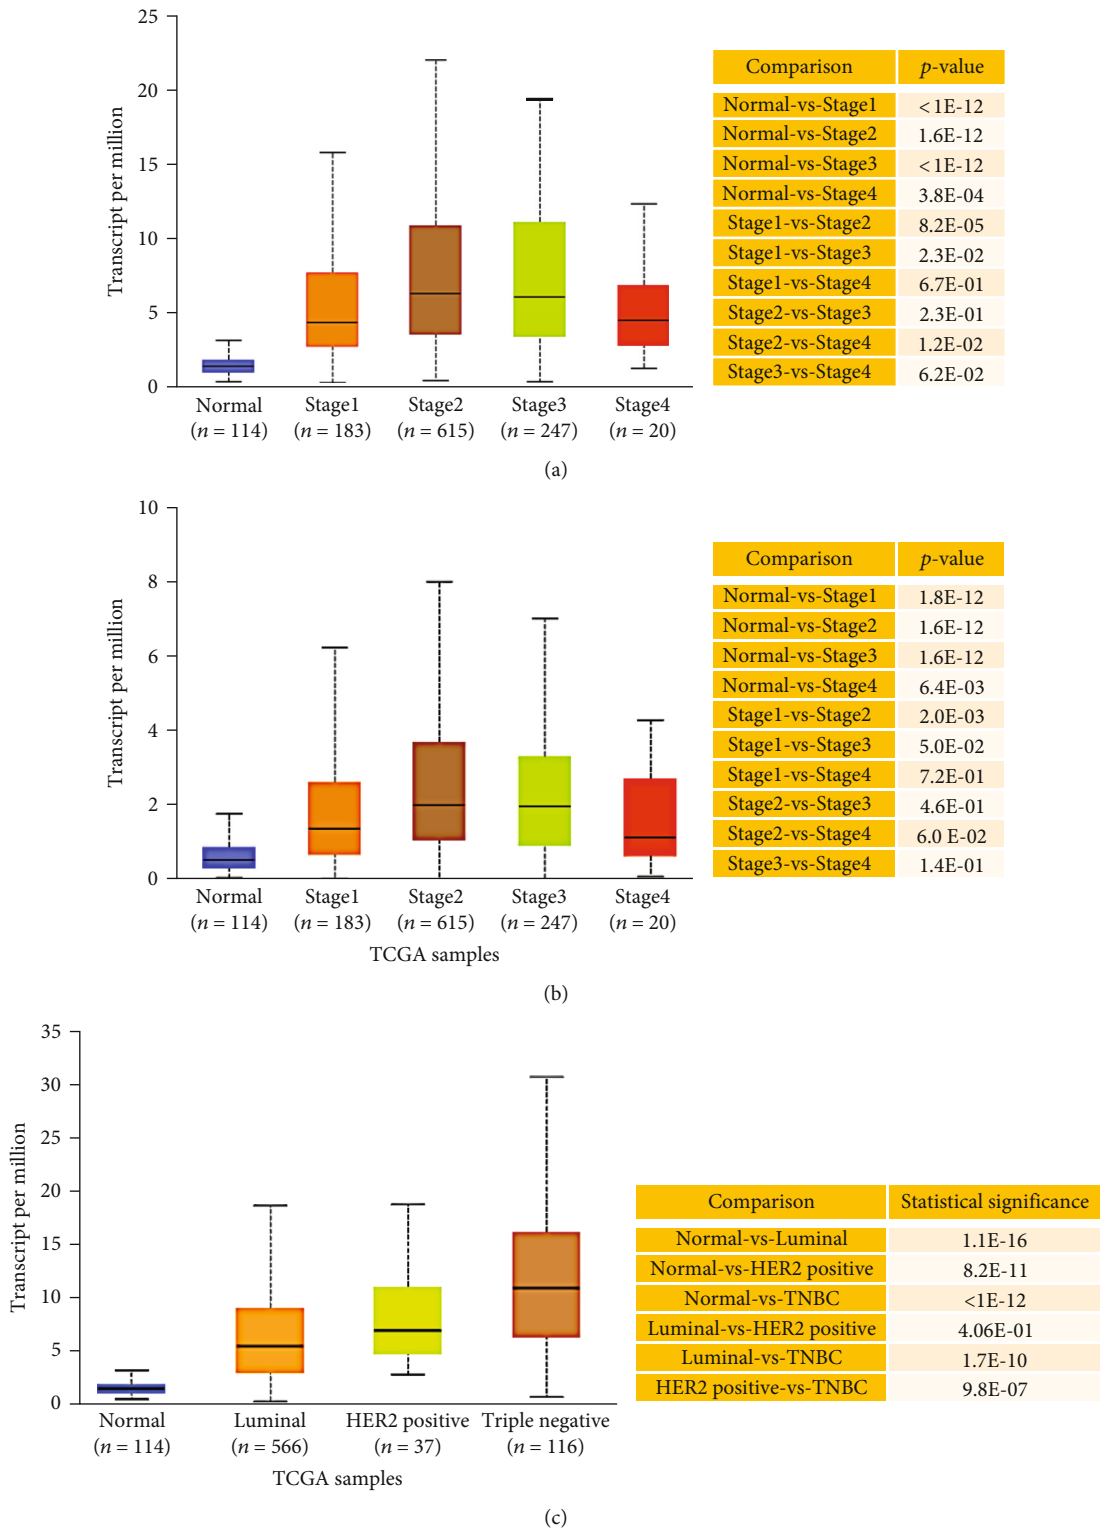 25
20
15
10
5
0
Transcript per million
Normal
(n = 114)
Stage1
(n = 183)
Stage2
(n = 615)
Stage3
(n = 247)
Stage4
(n = 20)
Comparison p-value
Normal-vs-Stage1 <1E-12
Normal-vs-Stage2 1.6E-12
Normal-vs-Stage3 <1E-12
Normal-vs-Stage4 3.8E-04
Stage1-vs-Stage2 8.2E-05
Stage1-vs-Stage3 2.3E-02
Stage1-vs-Stage4 6.7E-01
Stage2-vs-Stage3 2.3E-01
Stage2-vs-Stage4 1.2E-02
Stage3-vs-Stage4 6.2E-02
(a)
10
8
6
4
2
0
Transcript per million
Normal
(n = 114)
Stage1
(n = 183)
Stage2
(n = 615)
Stage3
(n = 247)
Stage4
(n = 20)
TCGA samples
Comparison p-value
Normal-vs-Stage1 1.8E-12
Normal-vs-Stage2 1.6E-12
Normal-vs-Stage3 1.6E-12
Normal-vs-Stage4 6.4E-03
Stage1-vs-Stage2 2.0E-03
Stage1-vs-Stage3 5.0E-02
Stage1-vs-Stage4 7.2E-01
Stage2-vs-Stage3 4.6E-01
Stage2-vs-Stage4 6.0 E-02
Stage3-vs-Stage4 1.4E-01
(b)
35
30
25
20
15
10
5
0
Transcript per million
Normal
(n = 114)
Luminal
(n = 566)
HER2 positive
(n = 37)
Triple negative
(n = 116)
TCGA samples
Comparison Statistical significance
Normal-vs-Luminal 1.1E-16
Normal-vs-HER2 positive 8.2E-11
Normal-vs-TNBC <1E-12
Luminal-vs-HER2 positive 4.06E-01
Luminal-vs-TNBC 1.7E-10
HER2 positive-vs-TNBC 9.8E-07
(c)